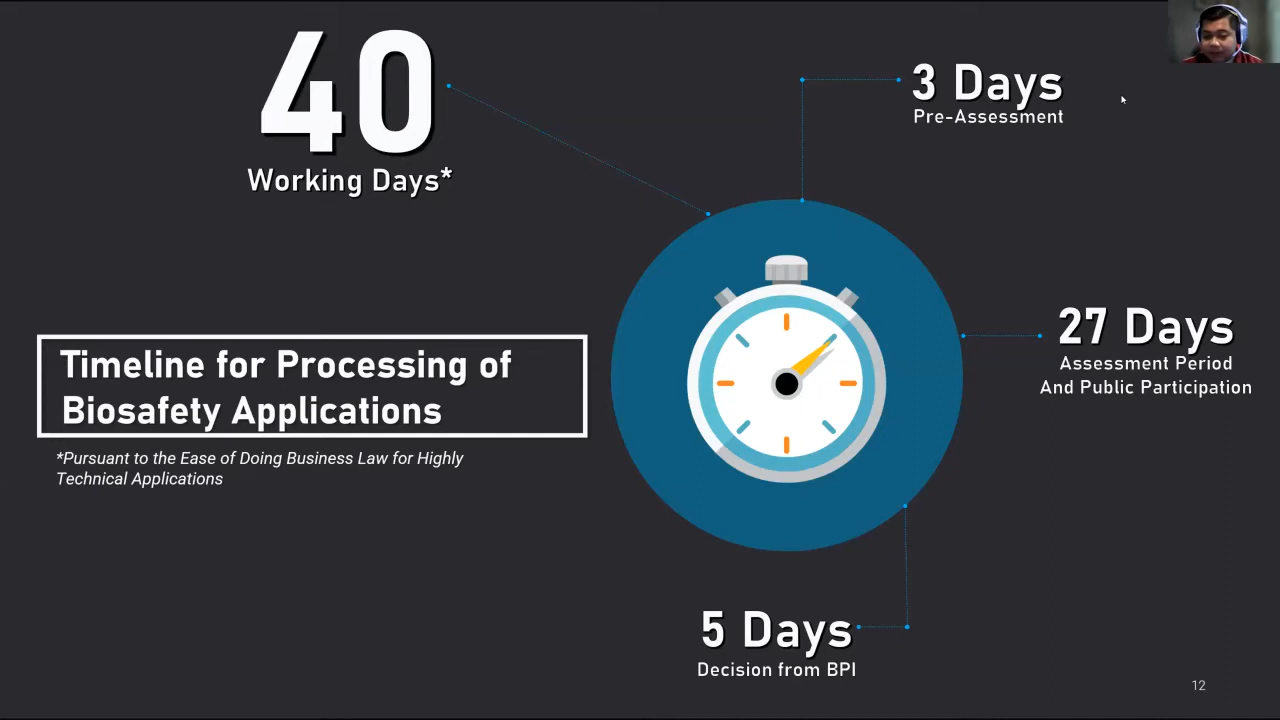 40
Working Days*
3 Days
Pre-Assessment
27 Days
Assessment Period
And Public Participation
Timeline for Processing of
Biosafety Applications
*Pursuant to the Ease of Doing Business Law for Highly
Technical Applications
5 Days
Decision from BPI
12